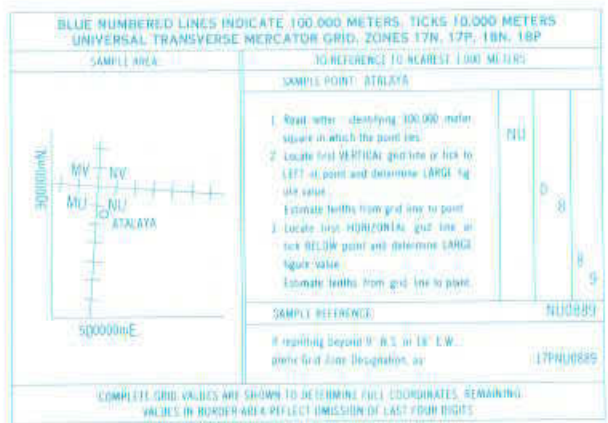 BLUE NUMBERED LINES INDICATE 100,000 METERS, TICKS 10,000 METERS
UNIVERSAL TRANSVERSE MERCATOR GRID, ZONES 17N, 17P, 18N, 18P
SAMPLE AREA
TO REFERENCE TO NEAREST 1,000 METERS
SAMPLE POINT: ATALAYA
1 Read letter identifying 100,000 meter
square in which the point lies.
2 Locate first VERTICAL grid line or tick to
LEFT of point and determine LARGE fig
ure value
Estimate tenths from grid line to point
3 Locate first HORIZONTAL grid line or
tick BELOW point and determine LARGE
figure value
Estimate tenths from grid line to point.
NU
0
8
8
9
MV NV
MU NU
ATALAYA
900000mN.
500000mE.
SAMPLE REFERENCE:
NU0889
If reporting beyond
prefix Grid Zone Designation, as:
17PNU0889
COMPLETE GRID VALUES ARE SHOWN TO DETERMINE FULL COORDINATES, REMAINING
VALUES IN BORDER AREA REFLECT OMISSION OF LAST FOUR DIGITS